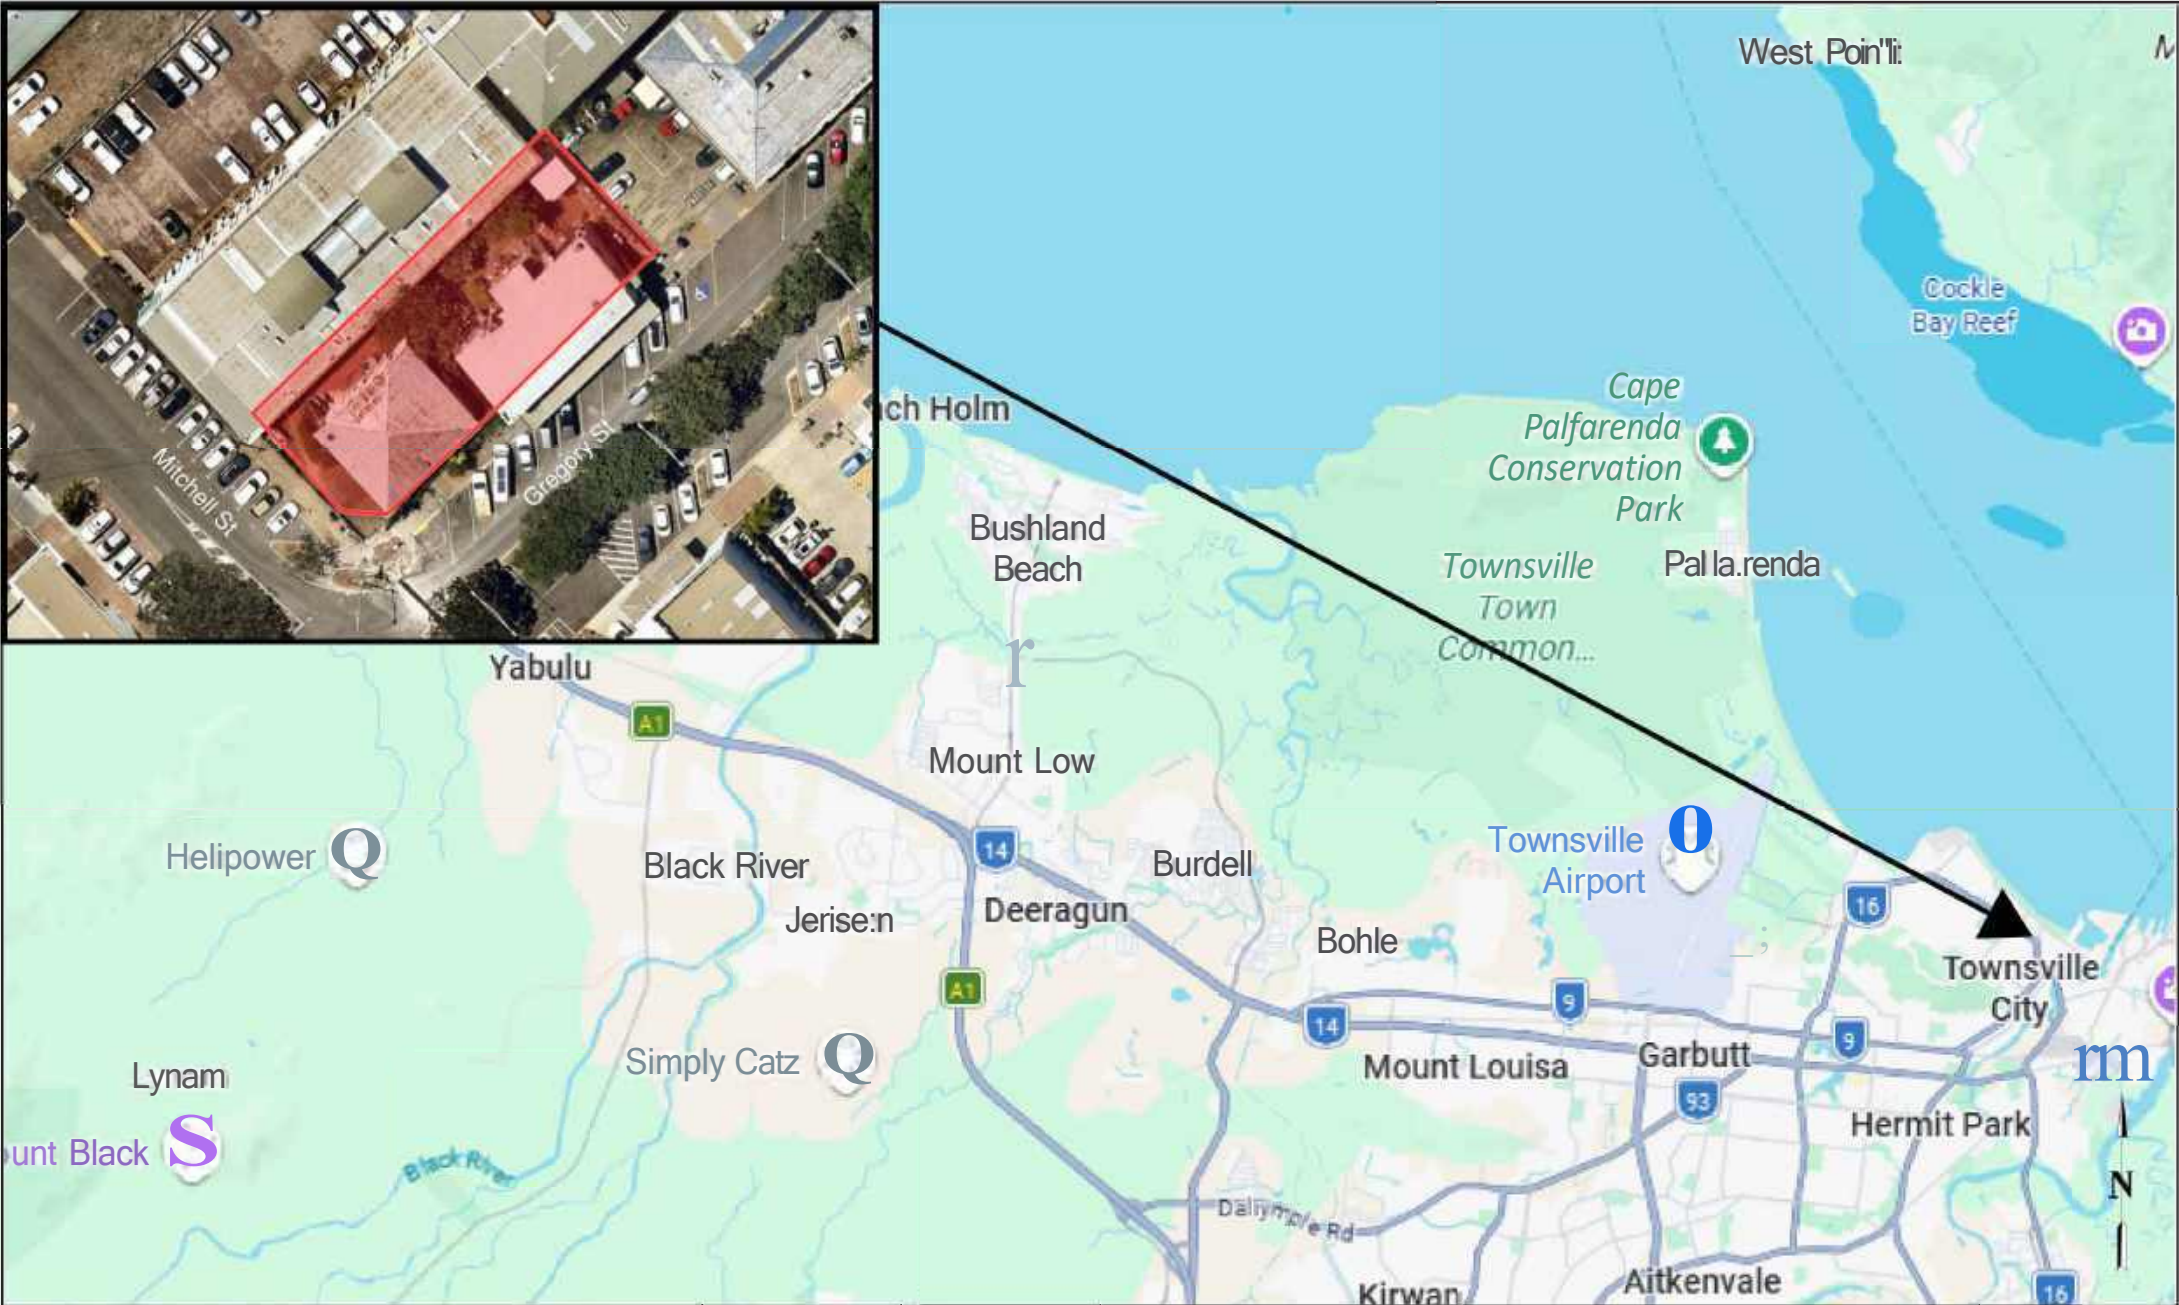 West Poin"li:
M
Cockle
Bay Reef
Mitchell St
Gregory St
ch Holm
Cape
Palfarenda
Conservation
Park
Bushland
Beach
Townsville
Town
Common...
Pal la.renda
r
Yabulu
A1
Mount Low
Helipower Q
14
Black River
Burdell
Townsville
Airport
0
Jerise:n
Deeragun
16
Bohle
A1
Townsville
City
9
14
9
Simply Catz Q
Mount Louisa
Garbutt
rm
Lynam
93
Hermit Park
unt Black S
Black River
N
Dalrymple Rd
Kirwan
Aitkenvale
16